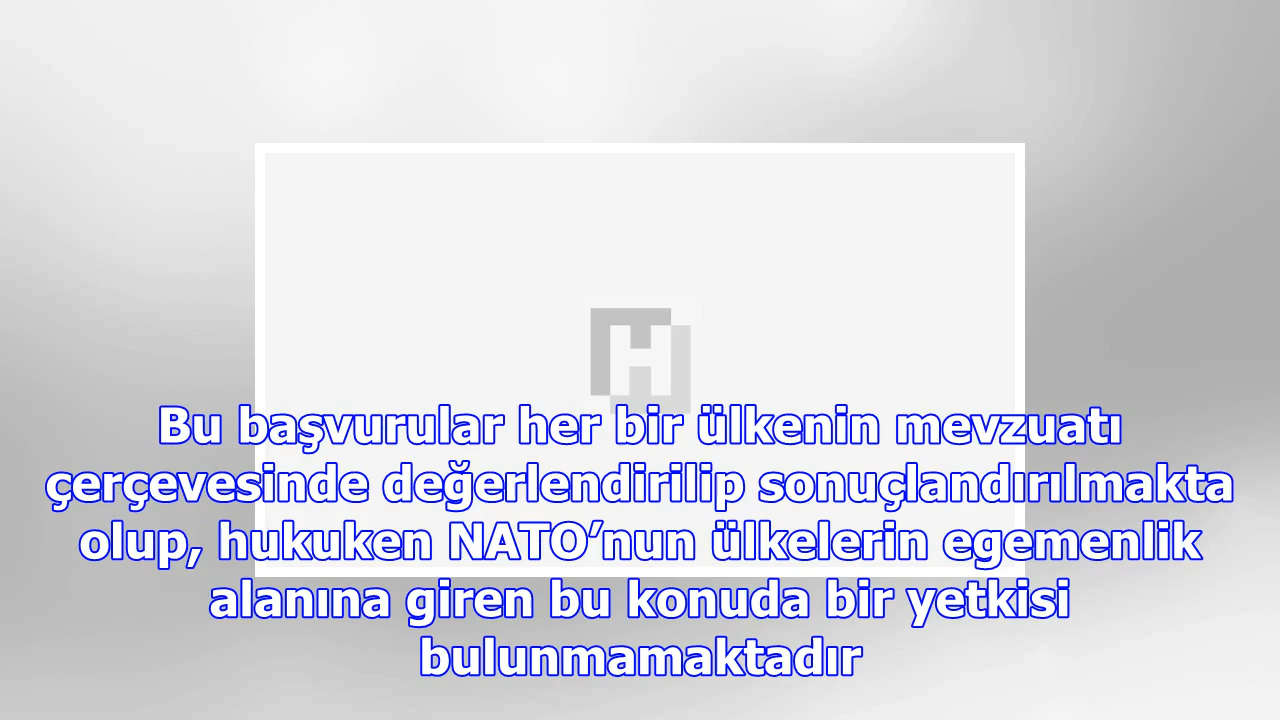 Bu başvurular her bir ülkenin mevzuatı
çerçevesinde değerlendirilip sonuçlandırılmakta
olup, hukuken NATO’nun ülkelerin egemenlik
alanına giren bu konuda bir yetkisi
bulunmamaktadır